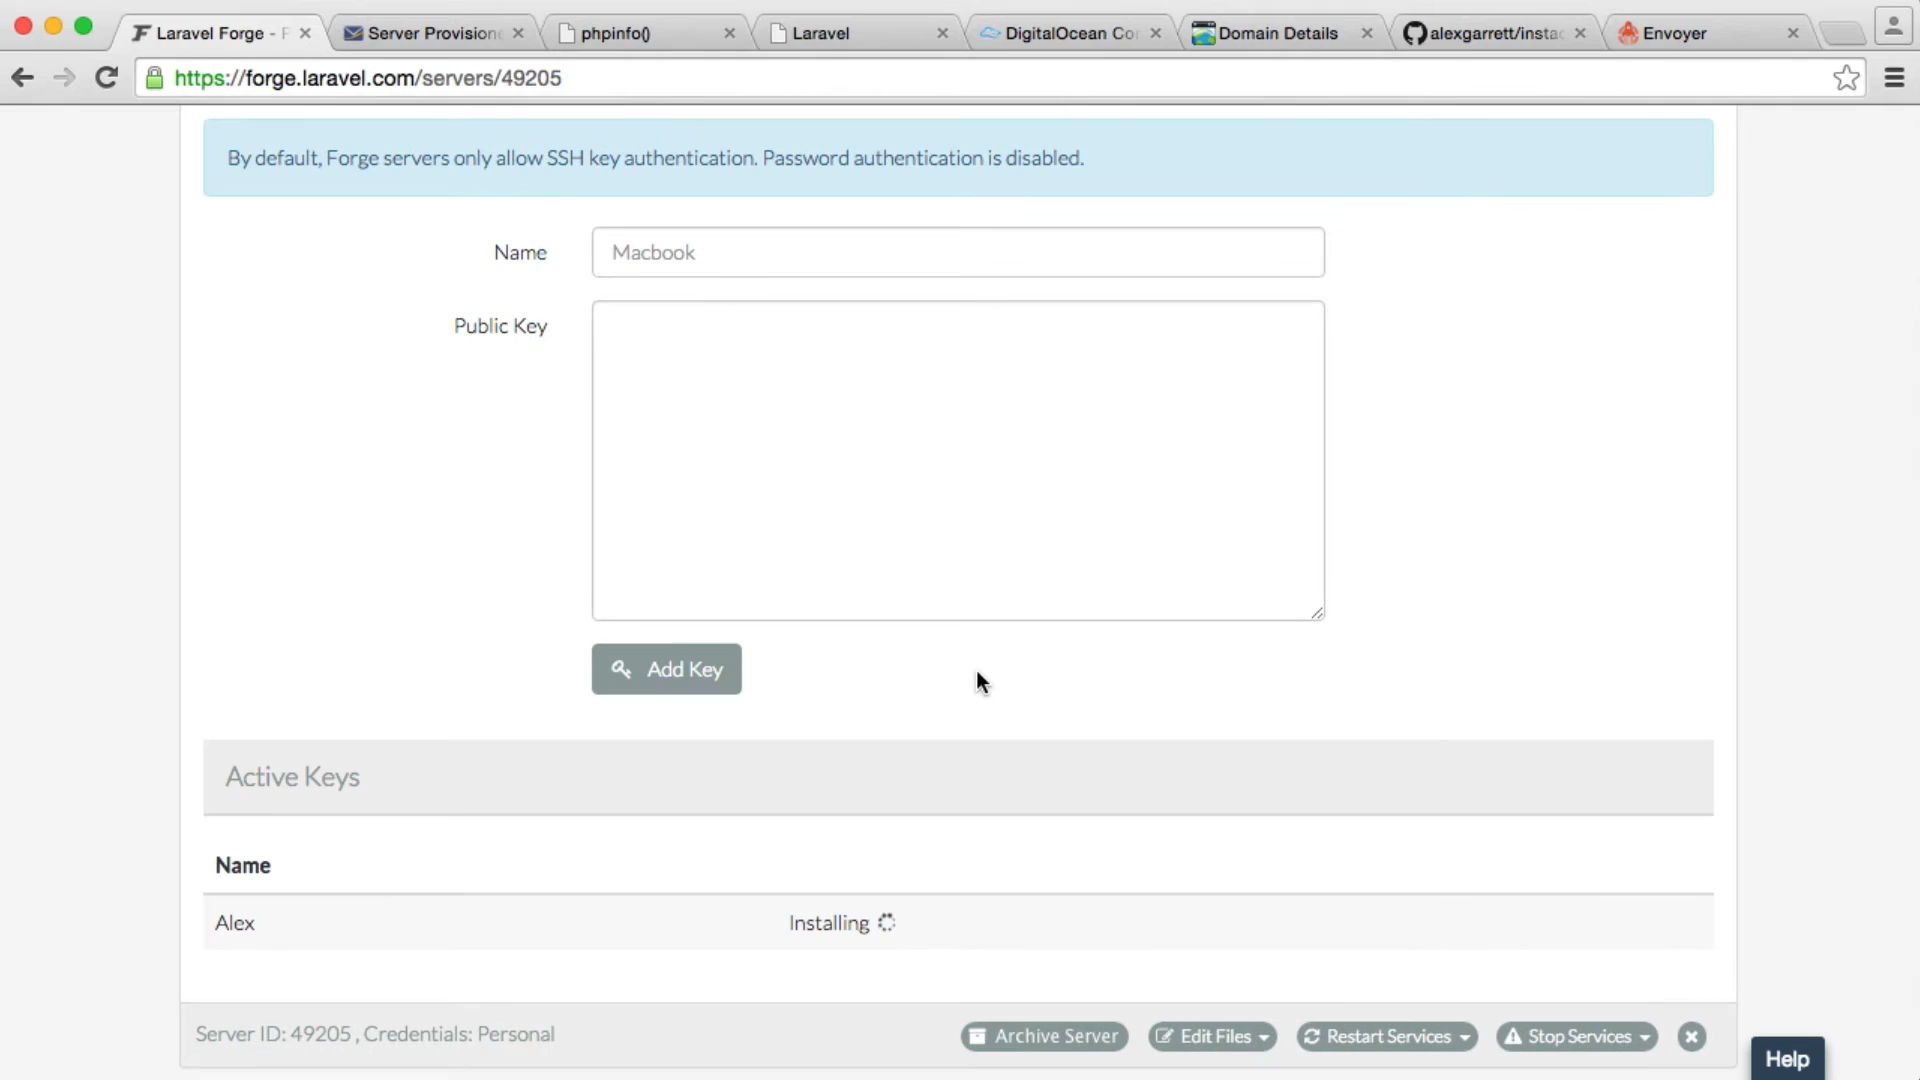 Laravel Forge - P
Server Provision
phpinfo()
Laravel
DigitalOcean Co
Domain Details
alexgarrett/insta
Envoyer
https://forge.laravel.com/servers/49205
By default, Forge servers only allow SSH key authentication. Password authentication is disabled.
Name
Macbook
Public Key
Add Key
Active Keys
Name
Alex
Installing
Server ID: 49205 , Credentials: Personal
Archive Server
Edit Files
Restart Services
Stop Services
Help